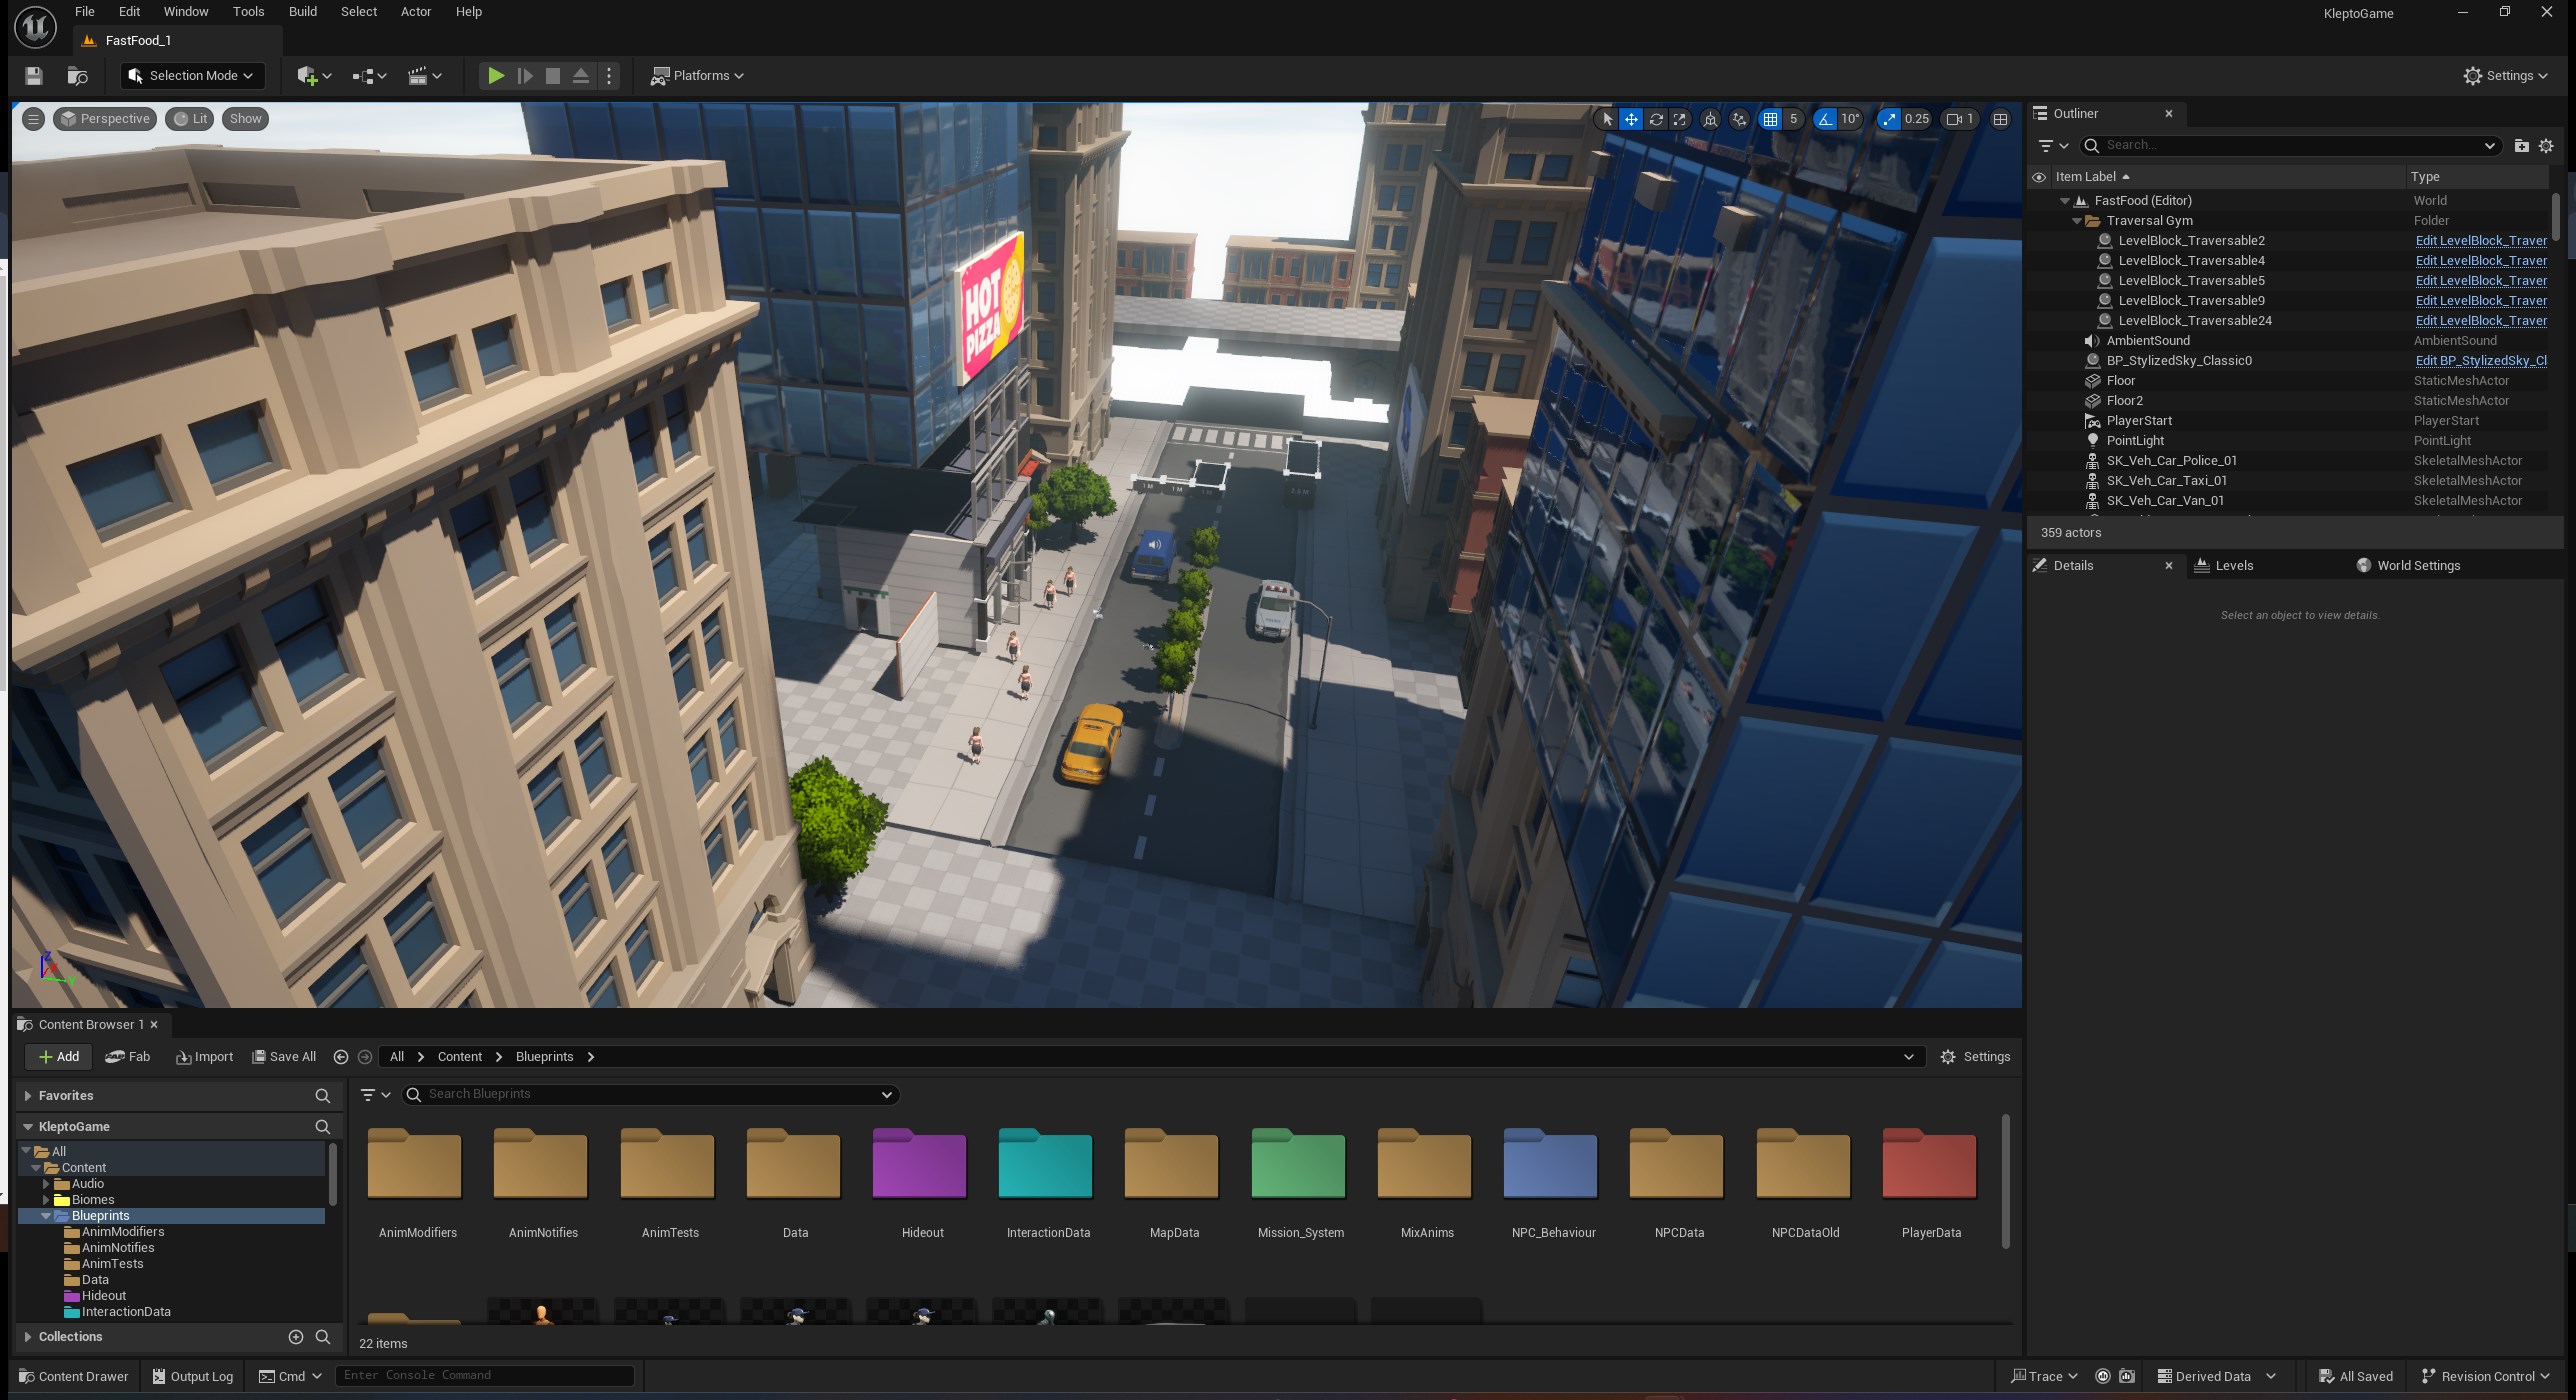 File Edit Window Tools Build Select Actor Help
KleptoGame
FastFood_1
Selection Mode
Platforms
Settings
Perspective Lit Show
5 10° 0.25 1
HOT
PIZZA
1 M 1 M 1 M
Outliner
Search...
Item Label Type
FastFood (Editor) World
Traversal Gym Folder
LevelBlock_Traversable2 Edit LevelBlock_Traver
LevelBlock_Traversable4 Edit LevelBlock_Traver
LevelBlock_Traversable5 Edit LevelBlock_Traver
LevelBlock_Traversable9 Edit LevelBlock_Traver
LevelBlock_Traversable24 Edit LevelBlock_Traver
AmbientSound AmbientSound
BP_StylizedSky_Classic0 Edit BP_StylizedSky_Cl
Floor StaticMeshActor
Floor2 StaticMeshActor
PlayerStart PlayerStart
PointLight PointLight
SK_Veh_Car_Police_01 SkeletalMeshActor
SK_Veh_Car_Taxi_01 SkeletalMeshActor
SK_Veh_Car_Van_01 SkeletalMeshActor
359 actors
Details Levels World Settings
Select an object to view details.
Content Browser 1
Add Fab Import Save All All Content Blueprints Settings
Favorites
KleptoGame
All
Content
Audio
Biomes
Blueprints
AnimModifiers
AnimNotifies
AnimTests
Data
Hideout
InteractionData
Collections
Search Blueprints
AnimModifiers AnimNotifies AnimTests Data Hideout InteractionData MapData Mission_System MixAnims NPC_Behaviour NPCData NPCDataOld PlayerData
22 items
Content Drawer Output Log Cmd Enter Console Command Trace Derived Data All Saved Revision Control